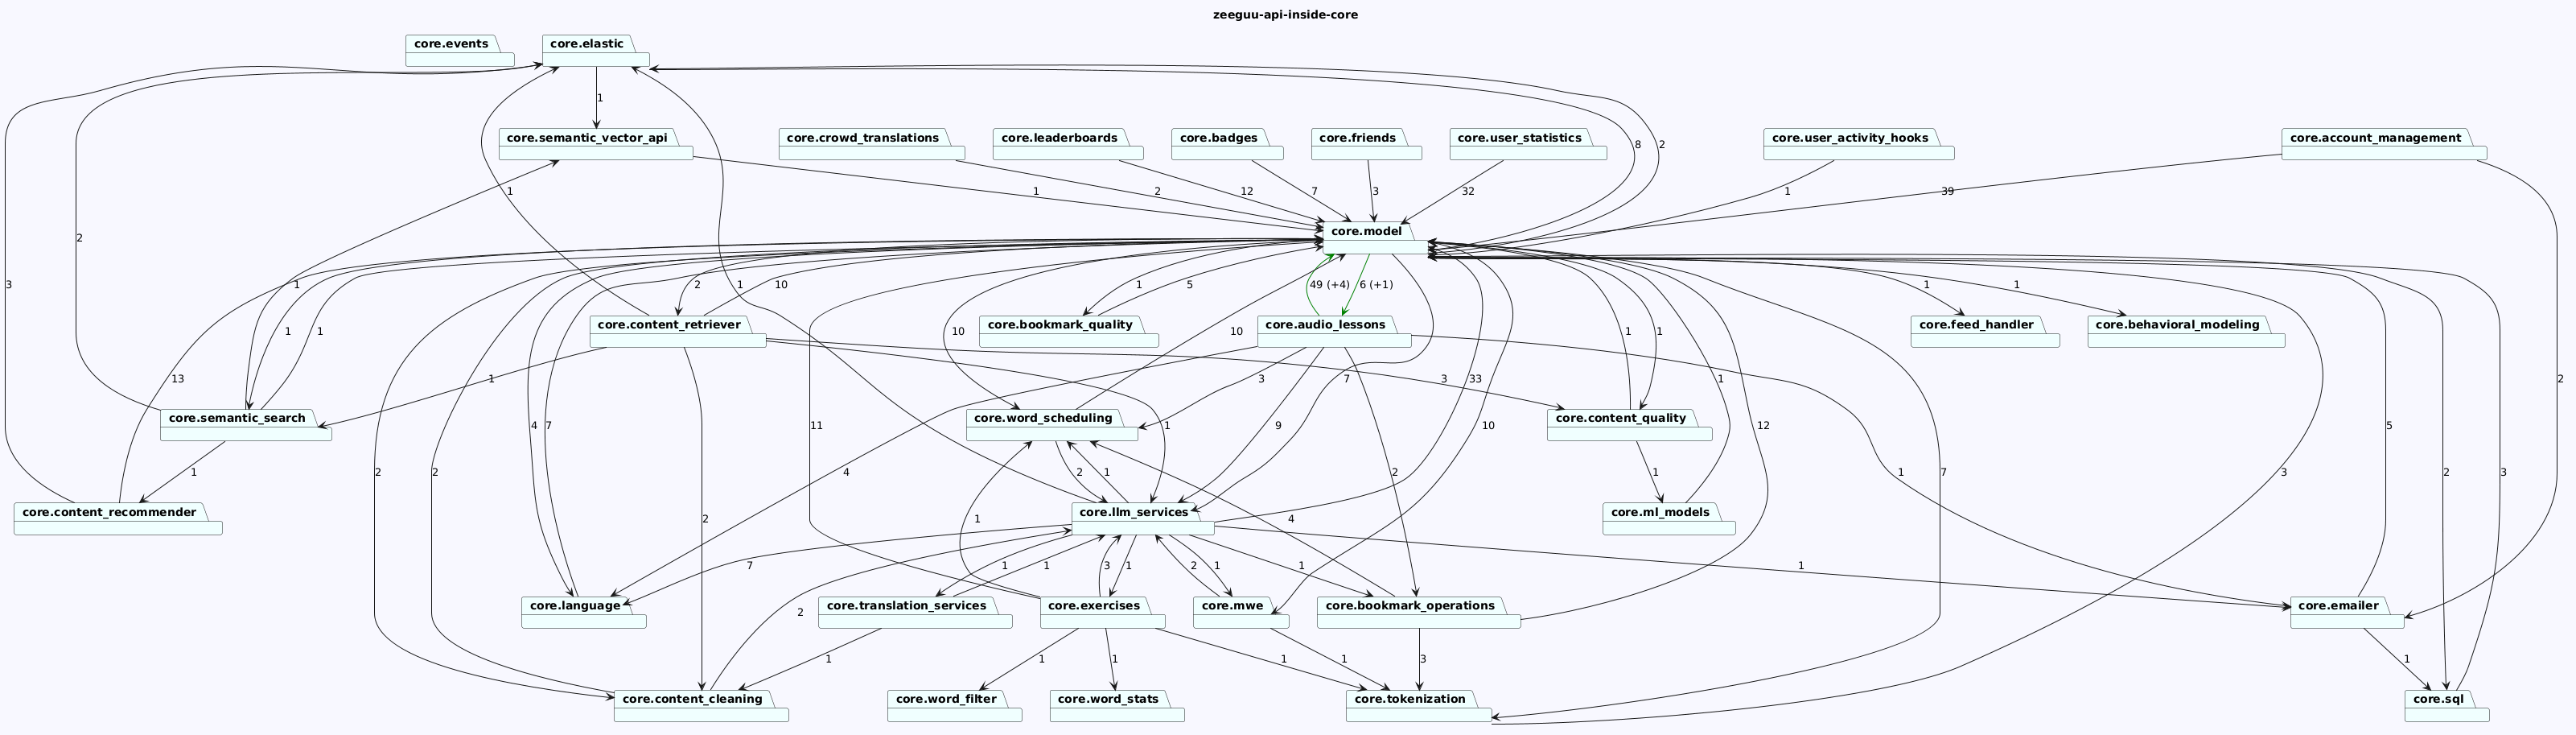 zeeguu-api-inside-core
core.events
core.elastic
1
8
2
core.semantic_vector_api
core.crowd_translations
core.leaderboards
core.badges
core.friends
core.user_statistics
core.user_activity_hooks
core.account_management
1
1
2
12
7
3
32
1
39
core.model
2
3
1
2
10
1
1
1
1
5
49 (+4)
6 (+1)
1
1
2
3
core.content_retriever
core.bookmark_quality
core.audio_lessons
core.feed_handler
core.behavioral_modeling
10
10
1
1
13
1
3
7
3
33
1
2
core.semantic_search
core.word_scheduling
core.content_quality
1
2
2
4
7
11
4
1
2
1
9
2
10
12
1
1
7
3
5
2
3
core.content_recommender
core.llm_services
core.ml_models
2
1
4
7
1
1
3
1
2
1
1
1
core.language
core.translation_services
core.exercises
core.mwe
core.bookmark_operations
core.emailer
2
1
1
1
1
1
3
1
core.content_cleaning
core.word_filter
core.word_stats
core.tokenization
core.sql